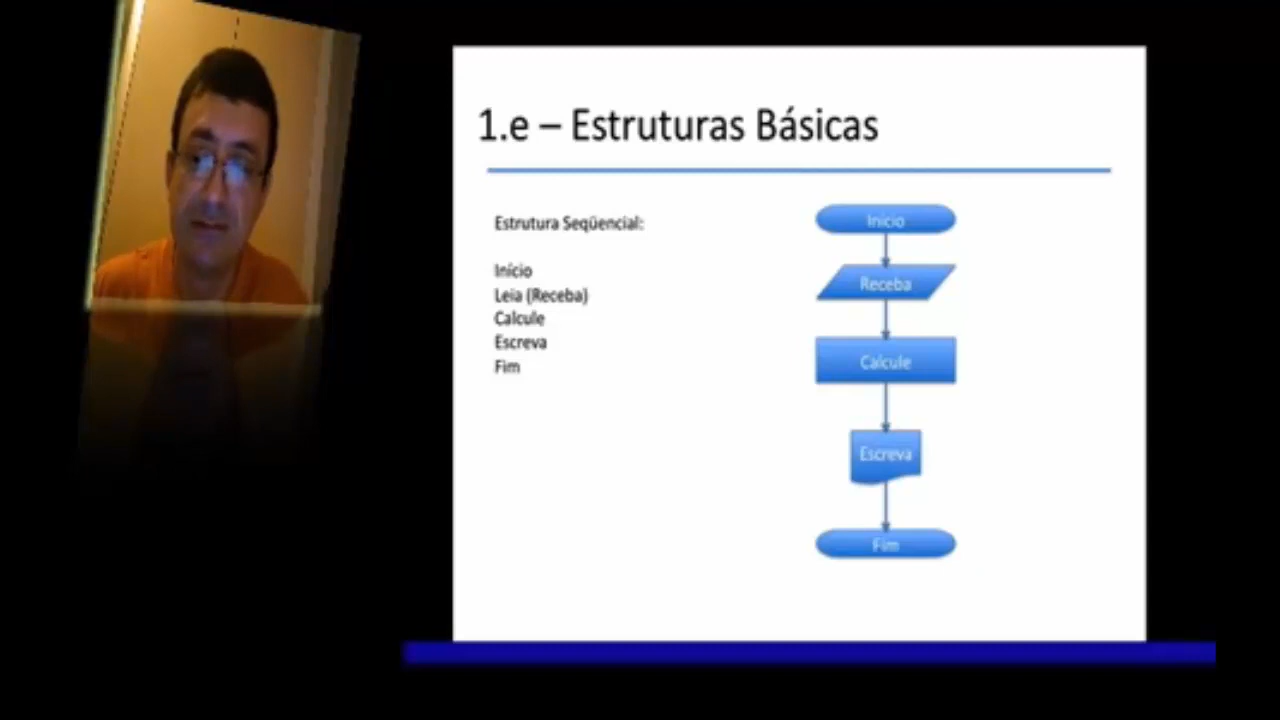 1.e – Estruturas Básicas
Estrutura Seqüencial:
Início
Leia (Receba)
Calcule
Escreva
Fim
Início
Receba
Calcule
Escreva
Fim